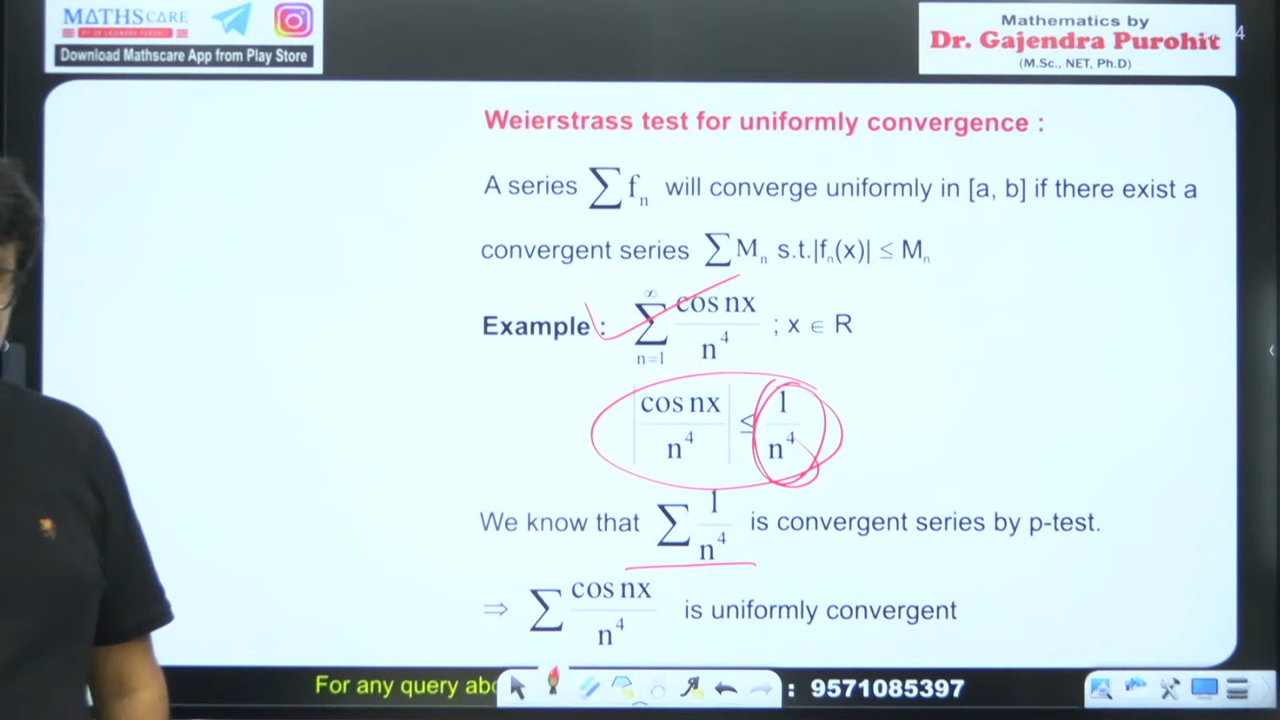 MATHSCARE
Download Mathscare App from Play Store
Mathematics by
Dr. Gajendra Purohit
(M.Sc., NET, Ph.D)
4
Weierstrass test for uniformly convergence :
A series ∑ fₙ will converge uniformly in [a, b] if there exist a
convergent series ∑ Mₙ s.t.|fₙ(x)| ≤ Mₙ
Example : ∑_{n=1}^{∞} cos nx / n⁴ ; x ∈ R
|cos nx / n⁴| ≤ 1 / n⁴
We know that ∑ 1 / n⁴ is convergent series by p-test.
⇒ ∑ cos nx / n⁴ is uniformly convergent
For any query abo : 9571085397